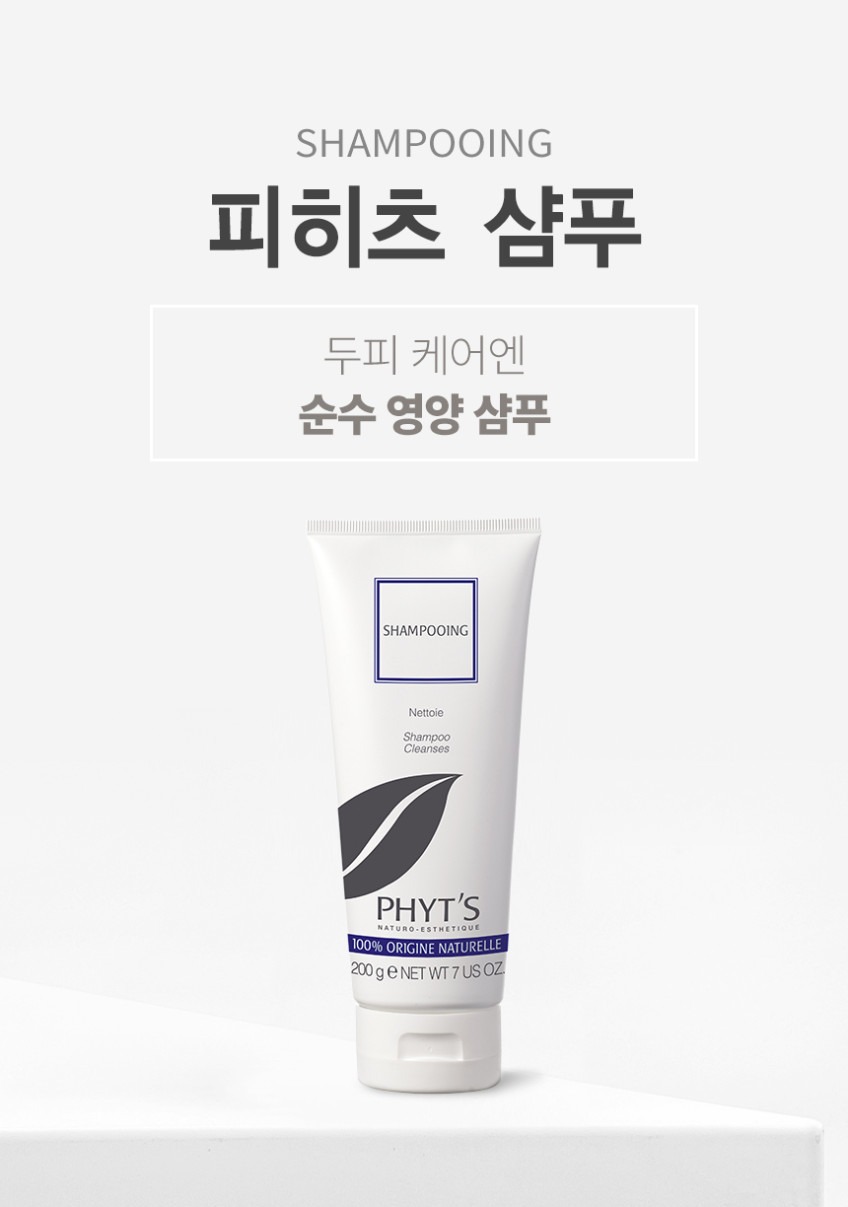 SHAMPOOING
피히츠 샴푸
두피 케어엔
순수 영양 샴푸
SHAMPOOING
Nettoie
Shampoo
Cleanses
PHYT'S
NATURO-ESTHETIQUE
100% ORIGINE NATURELLE
200 g e NET WT 7 US OZ.